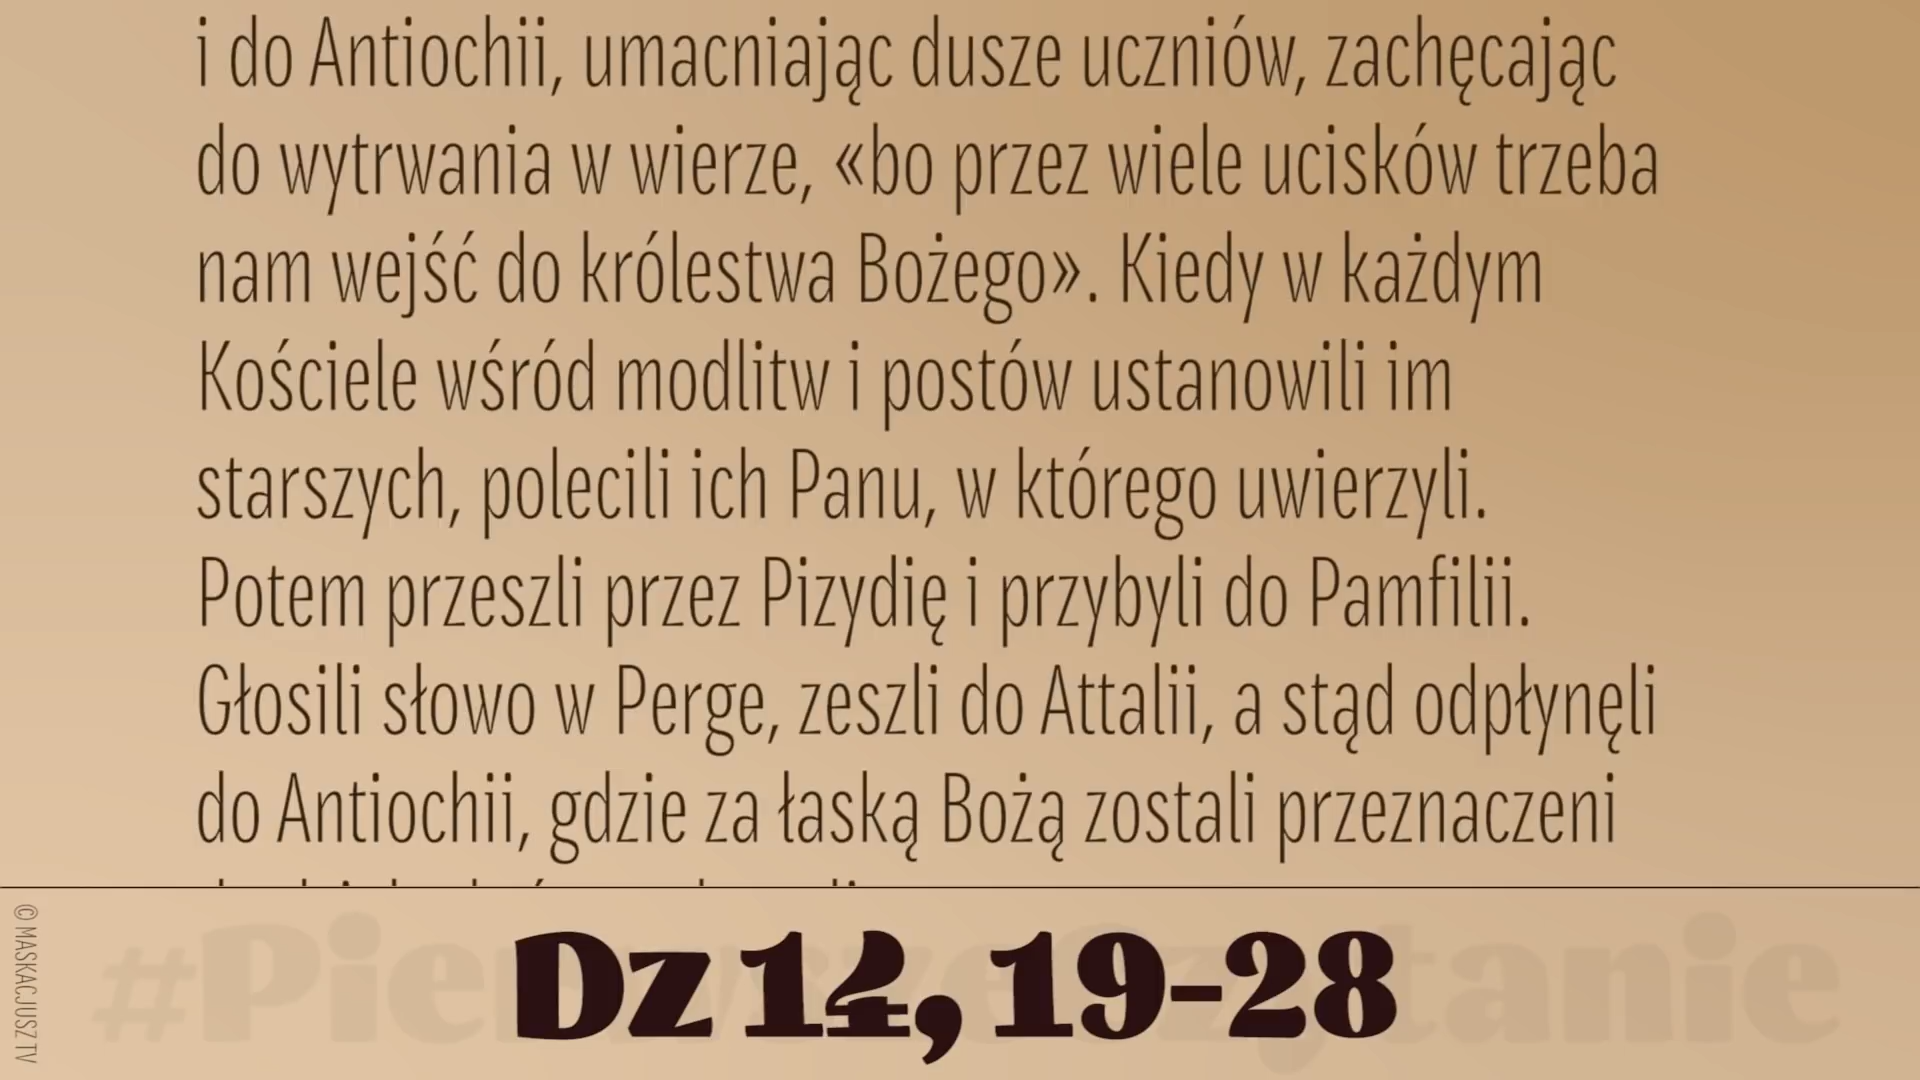 i do Antiochii, umacniając dusze uczniów, zachęcając
do wytrwania w wierze, «bo przez wiele ucisków trzeba
nam wejść do królestwa Bożego». Kiedy w każdym
Kościele wśród modlitw i postów ustanowili im
starszych, polecili ich Panu, w którego uwierzyli.
Potem przeszli przez Pizydię i przybyli do Pamfilii.
Głosili słowo w Perge, zeszli do Attalii, a stąd odpłynęli
do Antiochii, gdzie za łaską Bożą zostali przeznaczeni
#PierwszeCzytanie
Dz 14, 19-28
© MASKACJUSZ TV